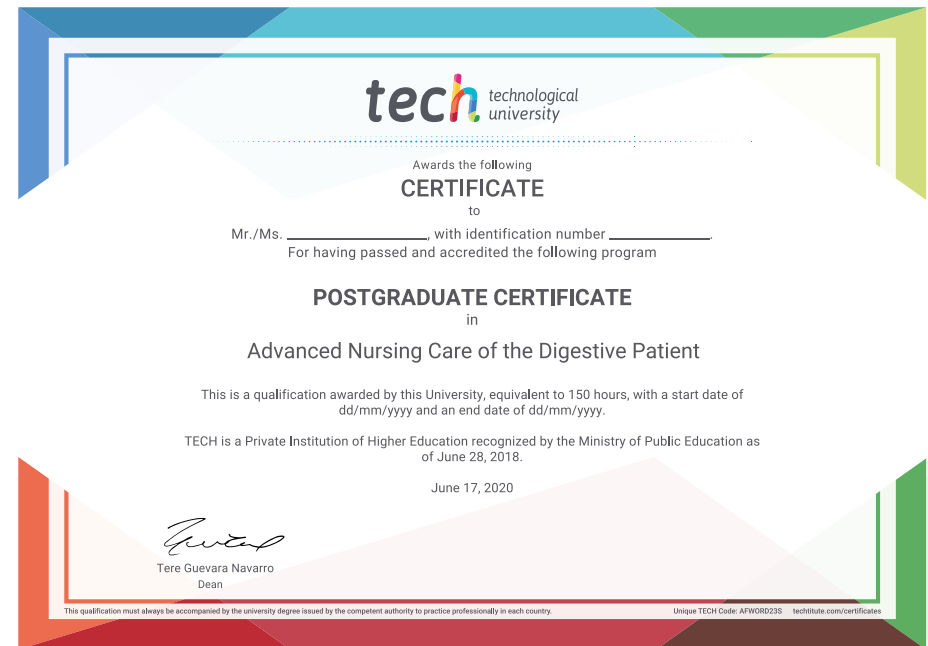 tech technological
university
Awards the following
CERTIFICATE
to
Mr./Ms. ____________________, with identification number ______________.
For having passed and accredited the following program
POSTGRADUATE CERTIFICATE
in
Advanced Nursing Care of the Digestive Patient
This is a qualification awarded by this University, equivalent to 150 hours, with a start date of
dd/mm/yyyy and an end date of dd/mm/yyyy.
TECH is a Private Institution of Higher Education recognized by the Ministry of Public Education as
of June 28, 2018.
June 17, 2020
Tere Guevara Navarro
Dean
This qualification must always be accompanied by the university degree issued by the competent authority to practice professionally in each country.
Unique TECH Code: AFWORD23S techtitute.com/certificates